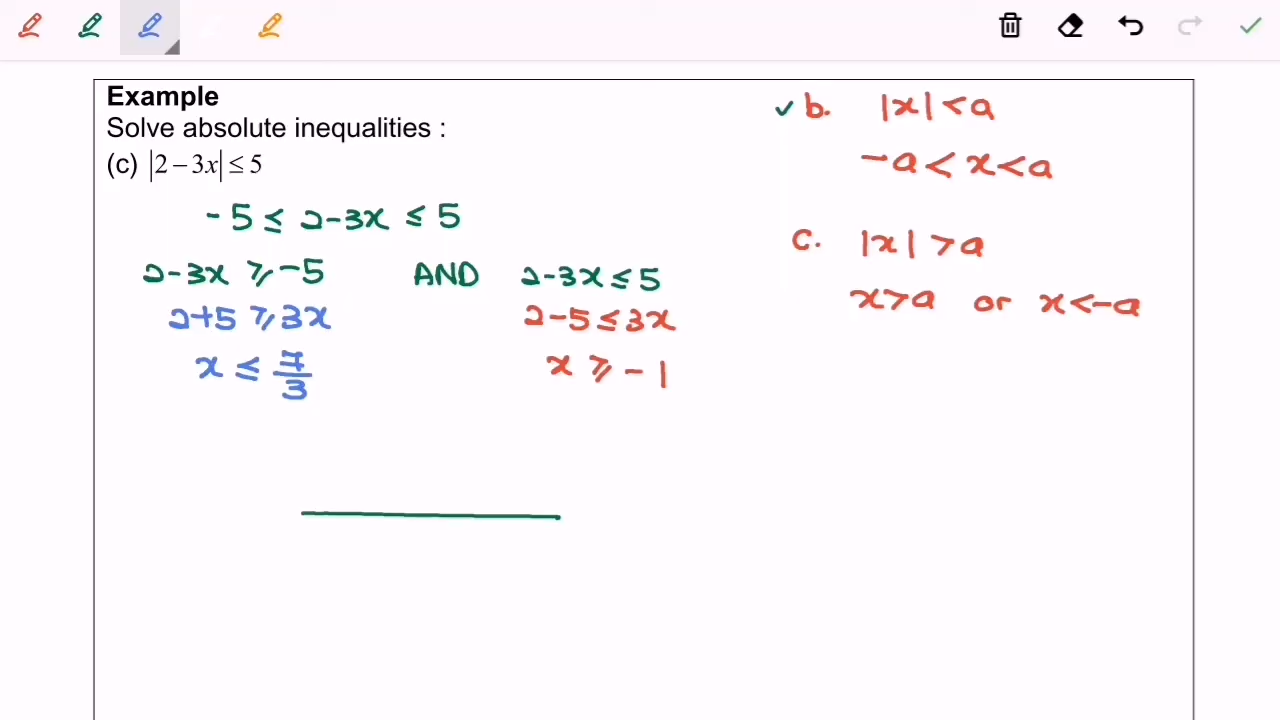 Example
Solve absolute inequalities :
(c) |2 − 3x| ≤ 5
-5 ≤ 2-3x ≤ 5
2-3x ≥ -5 AND 2-3x ≤ 5
2+5 ≥ 3x 2-5 ≤ 3x
x ≤ 7/3 x ≥ -1
✓ b. |x| < a
-a < x < a
c. |x| > a
x > a or x < -a